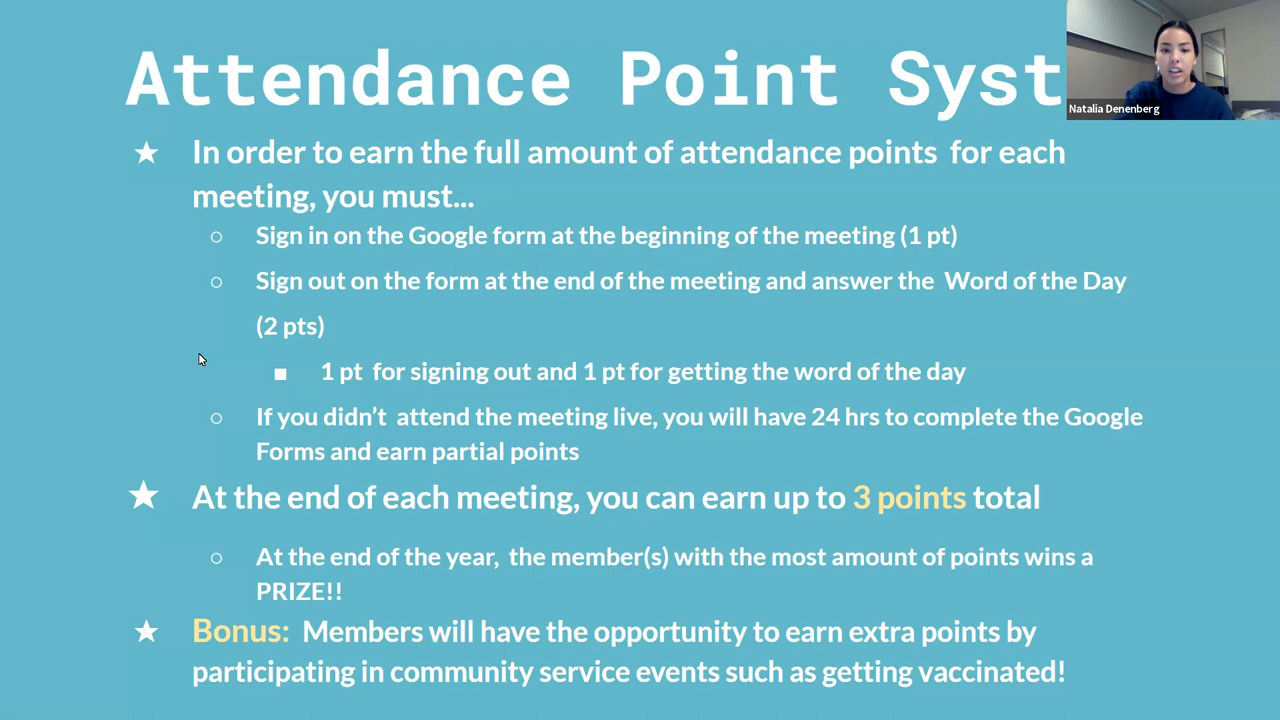 Attendance Point Syst
Natalia Denenberg
★ In order to earn the full amount of attendance points for each
meeting, you must...
○ Sign in on the Google form at the beginning of the meeting (1 pt)
○ Sign out on the form at the end of the meeting and answer the Word of the Day
(2 pts)
■ 1 pt for signing out and 1 pt for getting the word of the day
○ If you didn’t attend the meeting live, you will have 24 hrs to complete the Google
Forms and earn partial points
★ At the end of each meeting, you can earn up to 3 points total
○ At the end of the year, the member(s) with the most amount of points wins a
PRIZE!!
★ Bonus: Members will have the opportunity to earn extra points by
participating in community service events such as getting vaccinated!